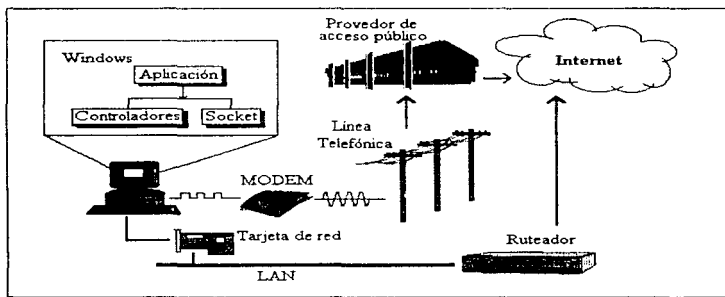 Provedor de
acceso público
Internet
Windows
Aplicación
Controladores
Socket
Línea
Telefónica
MODEM
Tarjeta de red
Ruteador
LAN